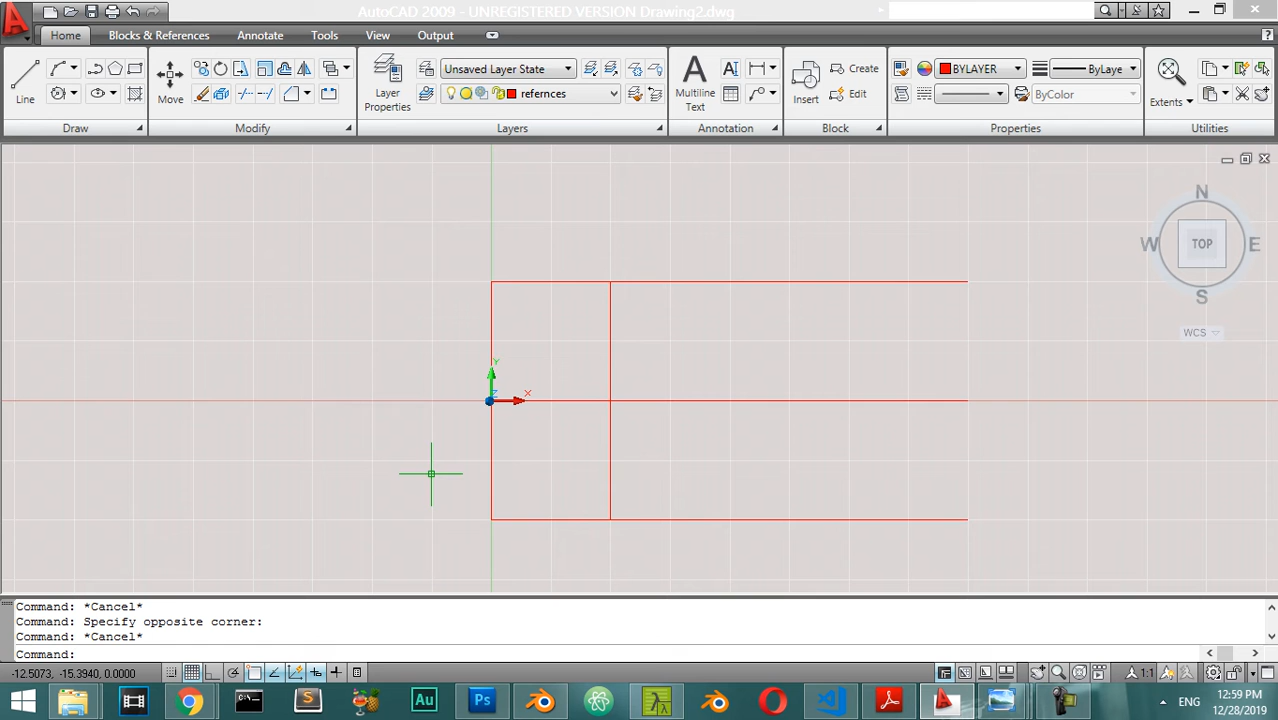 AutoCAD 2009 - UNREGISTERED VERSION Drawing2.dwg
Home Blocks & References Annotate Tools View Output
Line
Move
Layer Properties
Unsaved Layer State
refernces
Multiline Text
Insert
Create
Edit
BYLAYER
ByLaye
ByColor
Extents
Draw Modify Layers Annotation Block Properties Utilities
N
W TOP E
S
WCS
Y
Z X
Command: *Cancel*
Command: Specify opposite corner:
Command: *Cancel*
Command:
-12.5073, -15.3940, 0.0000
1:1
Au
Ps
ENG
12:59 PM
12/28/2019